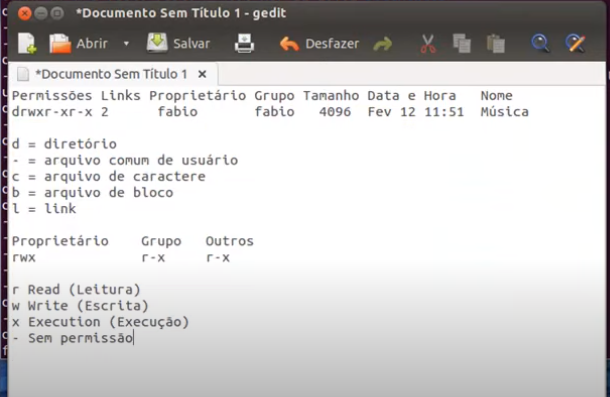 *Documento Sem Título 1 - gedit
Abrir Salvar Desfazer
*Documento Sem Título 1
Permissões Links Proprietário Grupo Tamanho Data e Hora Nome
drwxr-xr-x 2 fabio fabio 4096 Fev 12 11:51 Música
d = diretório
- = arquivo comum de usuário
c = arquivo de caractere
b = arquivo de bloco
l = link
Proprietário Grupo Outros
rwx r-x r-x
r Read (Leitura)
w Write (Escrita)
x Execution (Execução)
- Sem permissão